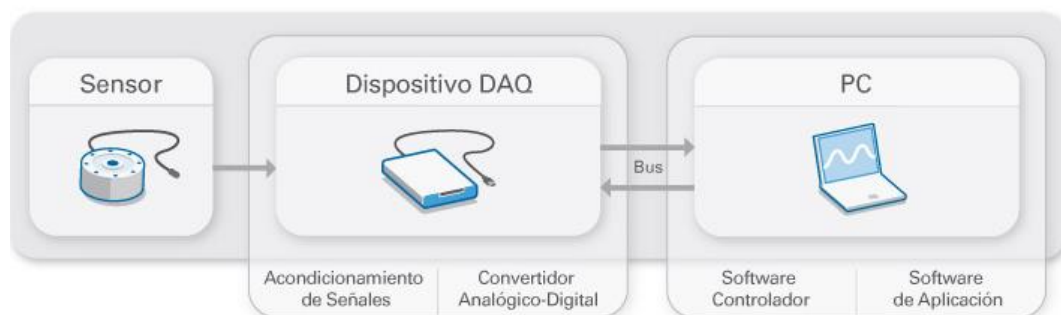 Sensor
Dispositivo DAQ
PC
Bus
Acondicionamiento
de Señales
Convertidor
Analógico-Digital
Software
Controlador
Software
de Aplicación